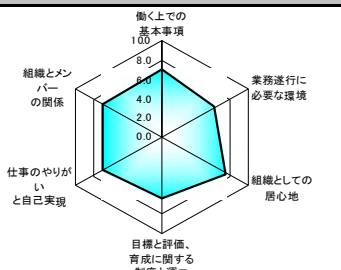 働く上での
基本事項
10.0
8.0
6.0
4.0
2.0
0.0
業務遂行に
必要な環境
組織としての
居心地
目標と評価、
育成に関する
仕事のやりが
い
と自己実現
組織とメン
バー
の関係